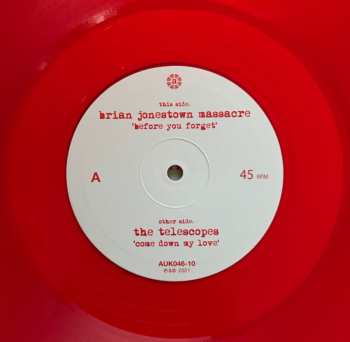 a
this side:
brian jonestown massacre
'before you forget'
A
45 RPM
other side:
the telescopes
'come down my love'
AUK046-10